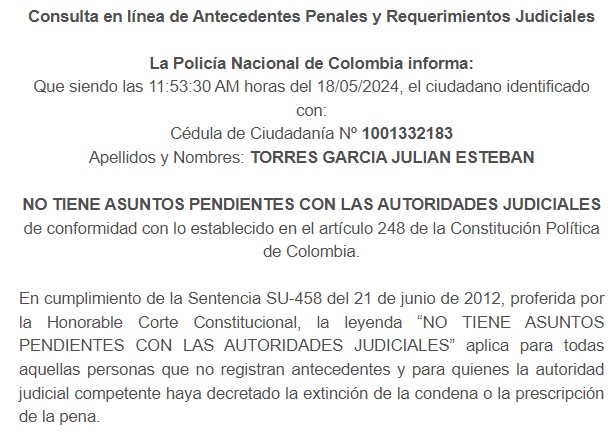 Consulta en línea de Antecedentes Penales y Requerimientos Judiciales
La Policía Nacional de Colombia informa:
Que siendo las 11:53:30 AM horas del 18/05/2024, el ciudadano identificado
con:
Cédula de Ciudadanía Nº 1001332183
Apellidos y Nombres: TORRES GARCIA JULIAN ESTEBAN
NO TIENE ASUNTOS PENDIENTES CON LAS AUTORIDADES JUDICIALES
de conformidad con lo establecido en el artículo 248 de la Constitución Política
de Colombia.
En cumplimiento de la Sentencia SU-458 del 21 de junio de 2012, proferida por
la Honorable Corte Constitucional, la leyenda “NO TIENE ASUNTOS
PENDIENTES CON LAS AUTORIDADES JUDICIALES” aplica para todas
aquellas personas que no registran antecedentes y para quienes la autoridad
judicial competente haya decretado la extinción de la condena o la prescripción
de la pena.